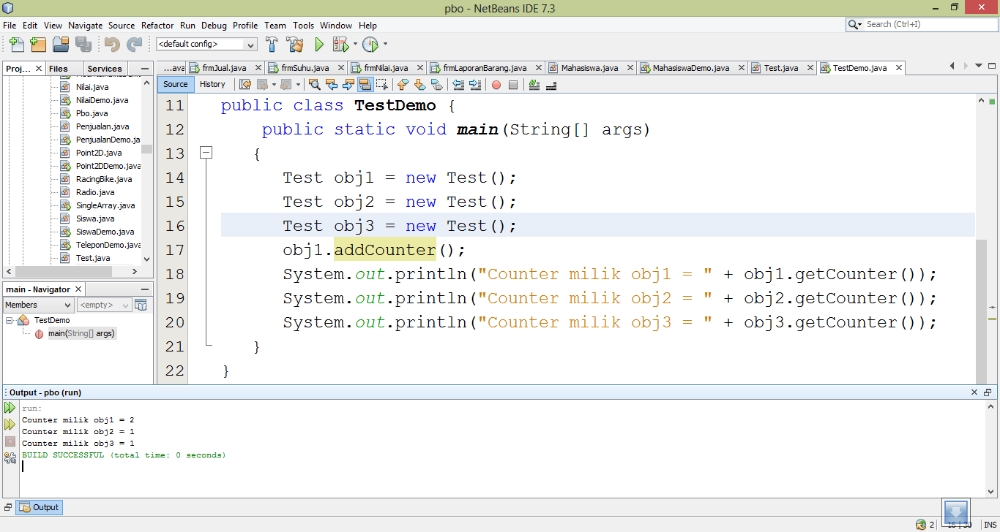 pbo - NetBeans IDE 7.3
File Edit View Navigate Source Refactor Run Debug Profile Team Tools Window Help
Search (Ctrl+I)
<default config>
Proj... Files Services
Nilai.java
NilaiDemo.java
Pbo.java
Penjualan.java
PenjualanDemo.ja
Point2D.java
Point2DDemo.java
RacingBike.java
Radio.java
SingleArray.java
Siswa.java
SiswaDemo.java
TeleponDemo.java
Test.java
main - Navigator
Members <empty>
TestDemo
main(String[] args)
...ava frmJual.java frmSuhu.java frmNilai.java frmLaporanBarang.java Mahasiswa.java MahasiswaDemo.java Test.java TestDemo.java
Source History
11 public class TestDemo {
12 public static void main(String[] args)
13 {
14 Test obj1 = new Test();
15 Test obj2 = new Test();
16 Test obj3 = new Test();
17 obj1.addCounter();
18 System.out.println("Counter milik obj1 = " + obj1.getCounter());
19 System.out.println("Counter milik obj2 = " + obj2.getCounter());
20 System.out.println("Counter milik obj3 = " + obj3.getCounter());
21 }
22 }
Output - pbo (run)
run:
Counter milik obj1 = 2
Counter milik obj2 = 1
Counter milik obj3 = 1
BUILD SUCCESSFUL (total time: 0 seconds)
Output
2
INS